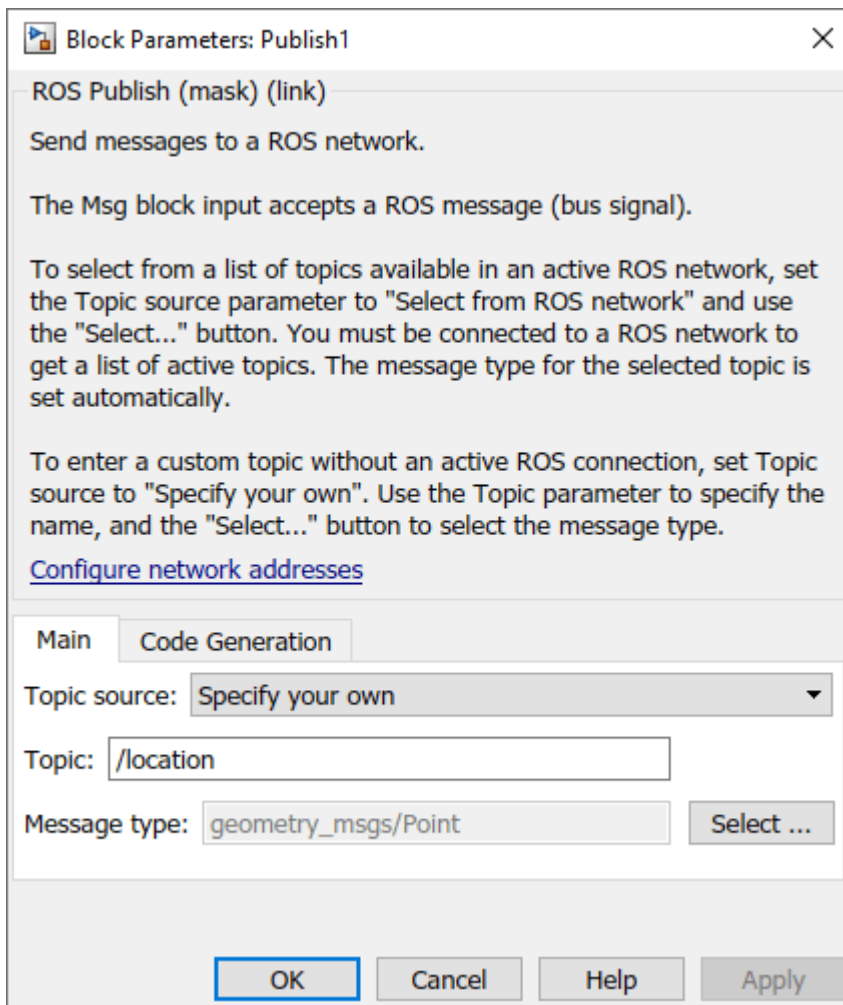 Block Parameters: Publish1
ROS Publish (mask) (link)
Send messages to a ROS network.
The Msg block input accepts a ROS message (bus signal).
To select from a list of topics available in an active ROS network, set
the Topic source parameter to "Select from ROS network" and use
the "Select..." button. You must be connected to a ROS network to
get a list of active topics. The message type for the selected topic is
set automatically.
To enter a custom topic without an active ROS connection, set Topic
source to "Specify your own". Use the Topic parameter to specify the
name, and the "Select..." button to select the message type.
Configure network addresses
Main Code Generation
Topic source: Specify your own
Topic: /location
Message type: geometry_msgs/Point Select ...
OK Cancel Help Apply